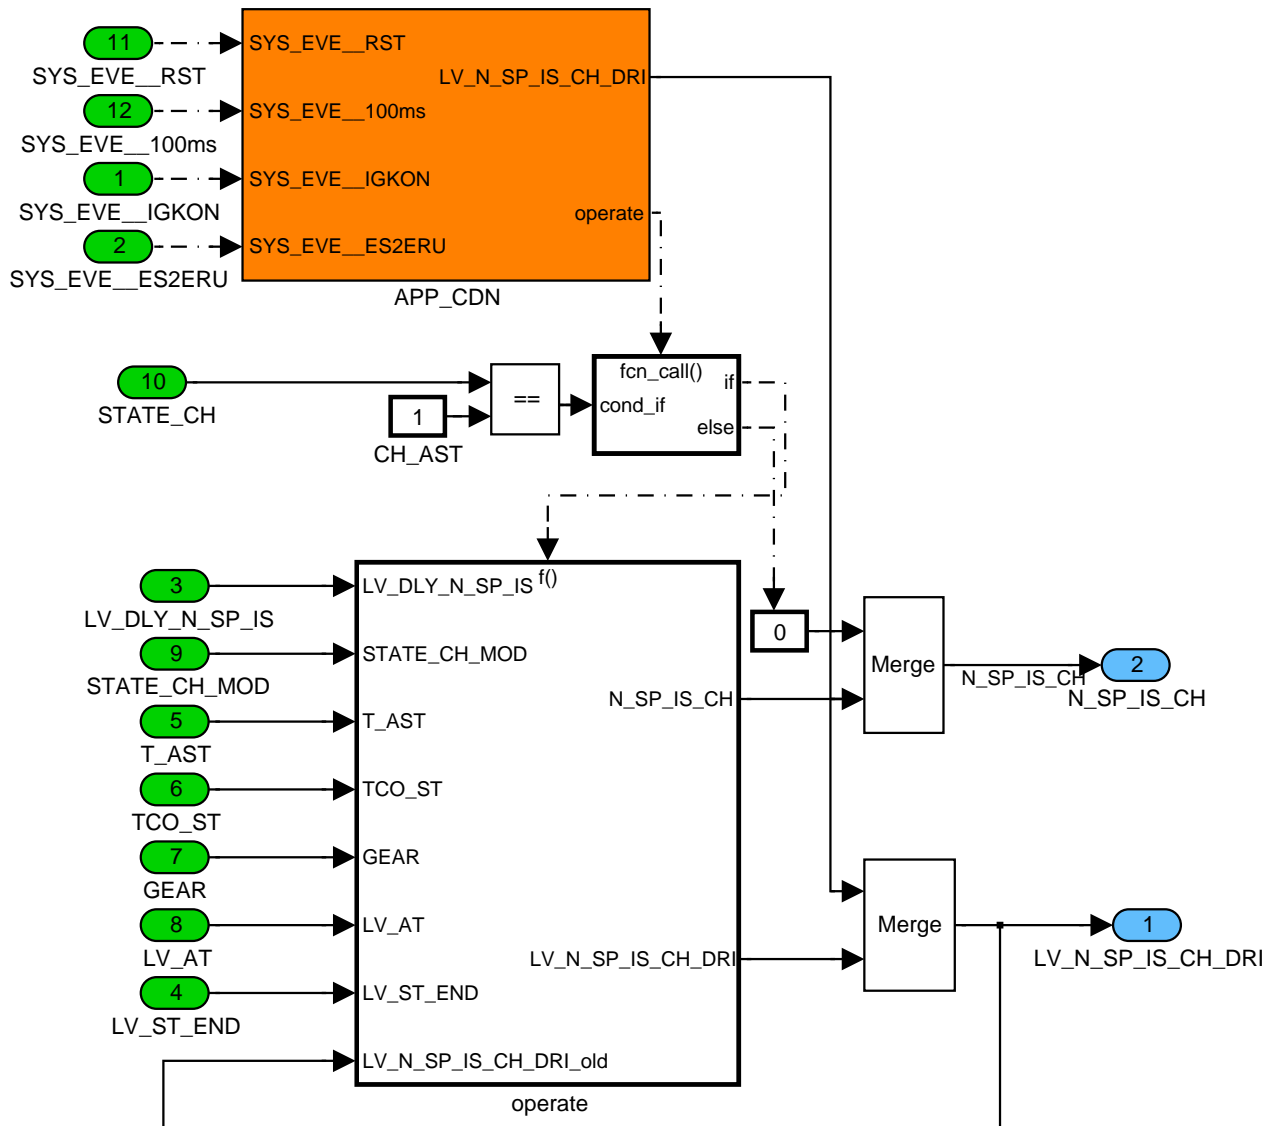 11
SYS_EVE__RST
SYS_EVE__RST
LV_N_SP_IS_CH_DRI
12
SYS_EVE__100ms
SYS_EVE__100ms
1
SYS_EVE__IGKON
SYS_EVE__IGKON
operate
2
SYS_EVE__ES2ERU
SYS_EVE__ES2ERU
APP_CDN
10
STATE_CH
1
CH_AST
==
fcn_call()
if
cond_if
else
f()
3
LV_DLY_N_SP_IS
LV_DLY_N_SP_IS
0
9
STATE_CH_MOD
STATE_CH_MOD
Merge
N_SP_IS_CH
2
N_SP_IS_CH
N_SP_IS_CH
5
T_AST
T_AST
6
TCO_ST
TCO_ST
7
GEAR
GEAR
8
LV_AT
LV_AT
Merge
1
LV_N_SP_IS_CH_DRI
LV_N_SP_IS_CH_DRI
4
LV_ST_END
LV_ST_END
LV_N_SP_IS_CH_DRI_old
operate